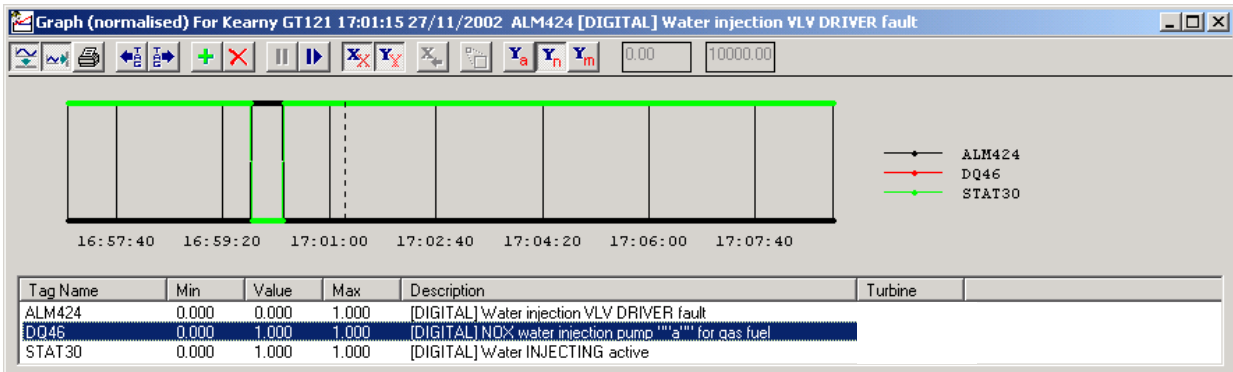 Graph (normalised) For Kearny GT121 17:01:15 27/11/2002 ALM424 [DIGITAL] Water injection VLV DRIVER fault
T E B T E B X X Y Y X Ya Yn Ym 0.00 10000.00
ALM424
DQ46
STAT30
16:57:40 16:59:20 17:01:00 17:02:40 17:04:20 17:06:00 17:07:40
Tag Name Min Value Max Description Turbine
ALM424 0.000 0.000 1.000 [DIGITAL] Water injection VLV DRIVER fault
DQ46 0.000 1.000 1.000 [DIGITAL] NOX water injection pump ""a"" for gas fuel
STAT30 0.000 1.000 1.000 [DIGITAL] Water INJECTING active